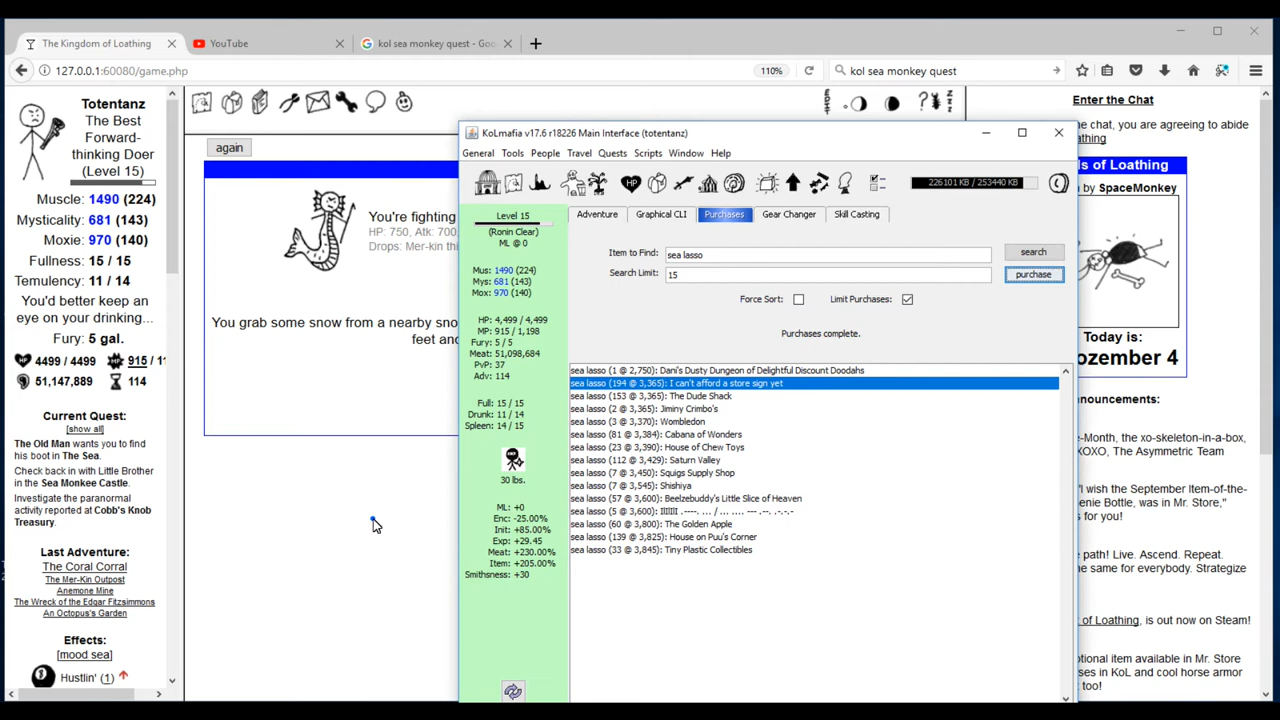 The Kingdom of Loathing
YouTube
kol sea monkey quest - Goo
127.0.0.1:60080/game.php
110%
kol sea monkey quest
Totentanz
The Best
Forward-
thinking Doer
(Level 15)
Muscle: 1490 (224)
Mysticality: 681 (143)
Moxie: 970 (140)
Fullness: 15 / 15
Temulency: 11 / 14
You'd better keep an
eye on your drinking...
Fury: 5 gal.
HP 4499 / 4499 MP 915 / 11
51,147,889 114
Current Quest:
[show all]
The Old Man wants you to find
his boot in The Sea.
Check back in with Little Brother
in the Sea Monkee Castle.
Investigate the paranormal
activity reported at Cobb's Knob
Treasury.
Last Adventure:
The Coral Corral
The Mer-Kin Outpost
Anemone Mine
The Wreck of the Edgar Fitzsimmons
An Octopus's Garden
Effects:
[mood sea]
Hustlin' (1)
again
You're fighting
HP: 750, Atk: 700,
Drops: Mer-kin thi
You grab some snow from a nearby sno
feet and
KoLmafia v17.6 r18226 Main Interface (totentanz)
General Tools People Travel Quests Scripts Window Help
226101 KB / 253440 KB
Level 15
(Ronin Clear)
ML @ 0
Mus: 1490 (224)
Mys: 681 (143)
Mox: 970 (140)
HP: 4,499 / 4,499
MP: 915 / 1,198
Fury: 5 / 5
Meat: 51,098,684
PvP: 37
Adv: 114
Full: 15 / 15
Drunk: 11 / 14
Spleen: 14 / 15
30 lbs.
ML: +0
Enc: -25.00%
Init: +85.00%
Exp: +29.45
Meat: +230.00%
Item: +205.00%
Smithsness: +30
Adventure Graphical CLI Purchases Gear Changer Skill Casting
Item to Find: sea lasso search
Search Limit: 15 purchase
Force Sort: Limit Purchases:
Purchases complete.
sea lasso (1 @ 2,750): Dani's Dusty Dungeon of Delightful Discount Doodahs
sea lasso (194 @ 3,365): I can't afford a store sign yet
sea lasso (153 @ 3,365): The Dude Shack
sea lasso (2 @ 3,365): Jiminy Crimbo's
sea lasso (3 @ 3,370): Wombledon
sea lasso (81 @ 3,384): Cabana of Wonders
sea lasso (23 @ 3,390): House of Chew Toys
sea lasso (112 @ 3,429): Saturn Valley
sea lasso (7 @ 3,450): Squigs Supply Shop
sea lasso (7 @ 3,545): Shishiya
sea lasso (57 @ 3,600): Beelzebuddy's Little Slice of Heaven
sea lasso (5 @ 3,600):
sea lasso (60 @ 3,800): The Golden Apple
sea lasso (139 @ 3,825): House on Puu's Corner
sea lasso (33 @ 3,845): Tiny Plastic Collectibles
Enter the Chat
e chat, you are agreeing to abide
athing
s of Loathing
n by SpaceMonkey
Today is:
ozember 4
nnouncements:
e-Month, the xo-skeleton-in-a-box,
XOXO, The Asymmetric Team
I wish the September Item-of-the-
enie Bottle, was in Mr. Store."
s for you!
e path! Live. Ascend. Repeat.
me same for everybody. Strategize
of Loathing, is out now on Steam!
otional item available in Mr. Store
ses in KoL and cool horse armor
too!